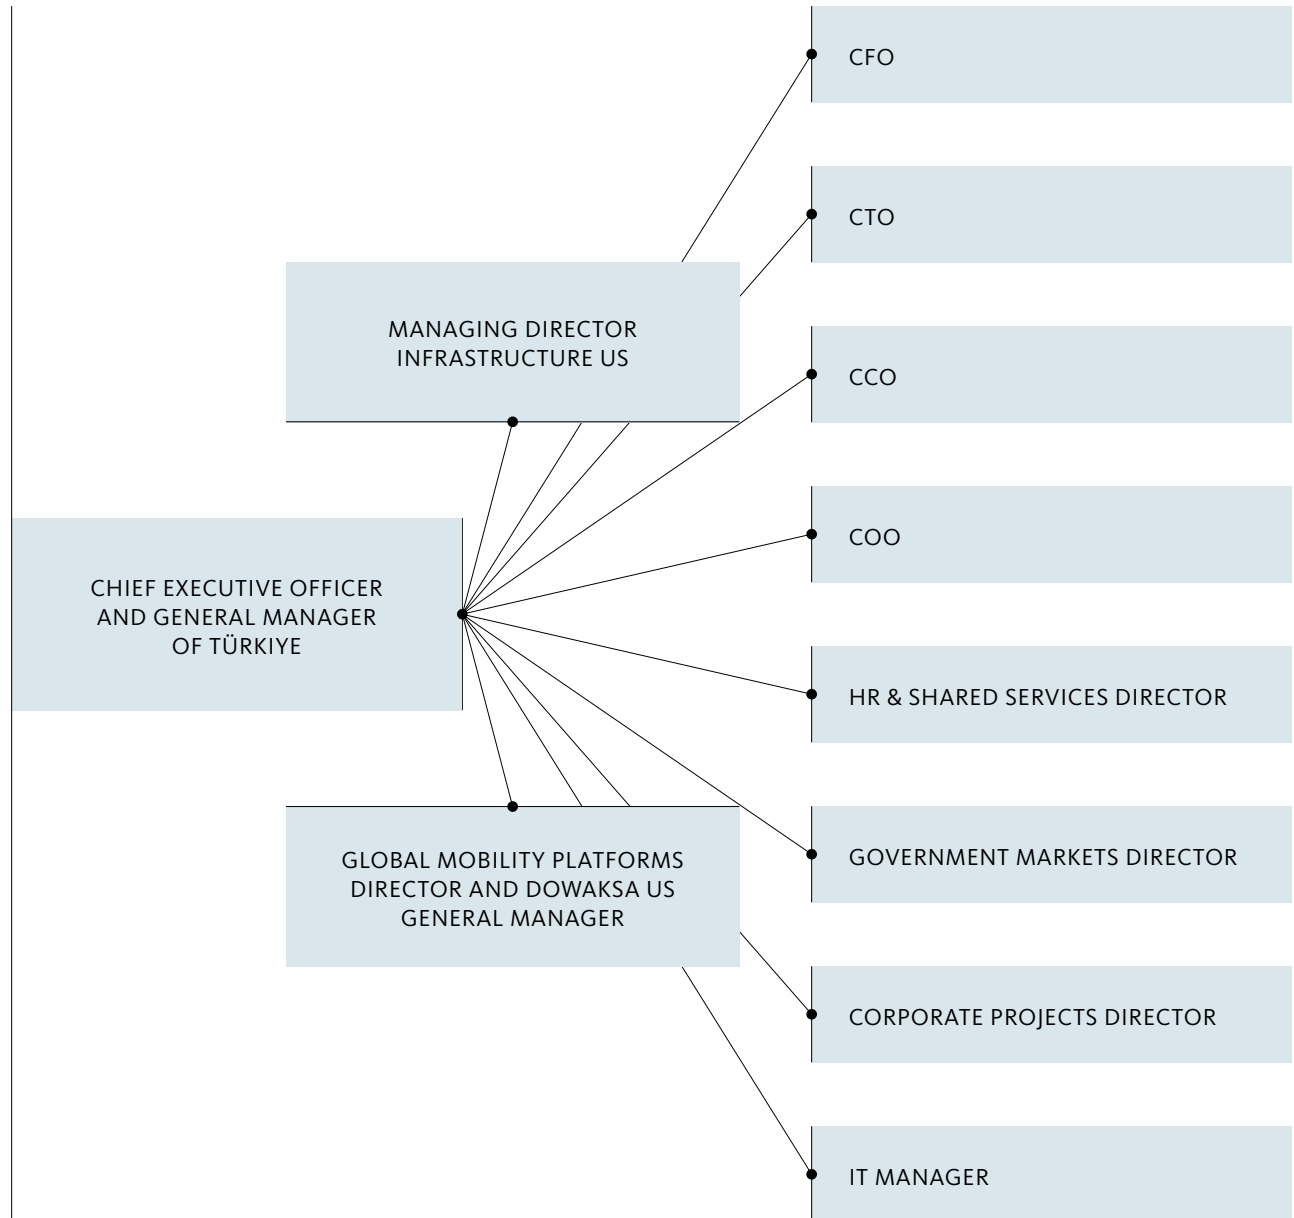 CFO
CTO
MANAGING DIRECTOR
INFRASTRUCTURE US
CCO
COO
CHIEF EXECUTIVE OFFICER
AND GENERAL MANAGER
OF TÜRKIYE
HR & SHARED SERVICES DIRECTOR
GLOBAL MOBILITY PLATFORMS
DIRECTOR AND DOWAKSA US
GENERAL MANAGER
GOVERNMENT MARKETS DIRECTOR
CORPORATE PROJECTS DIRECTOR
IT MANAGER